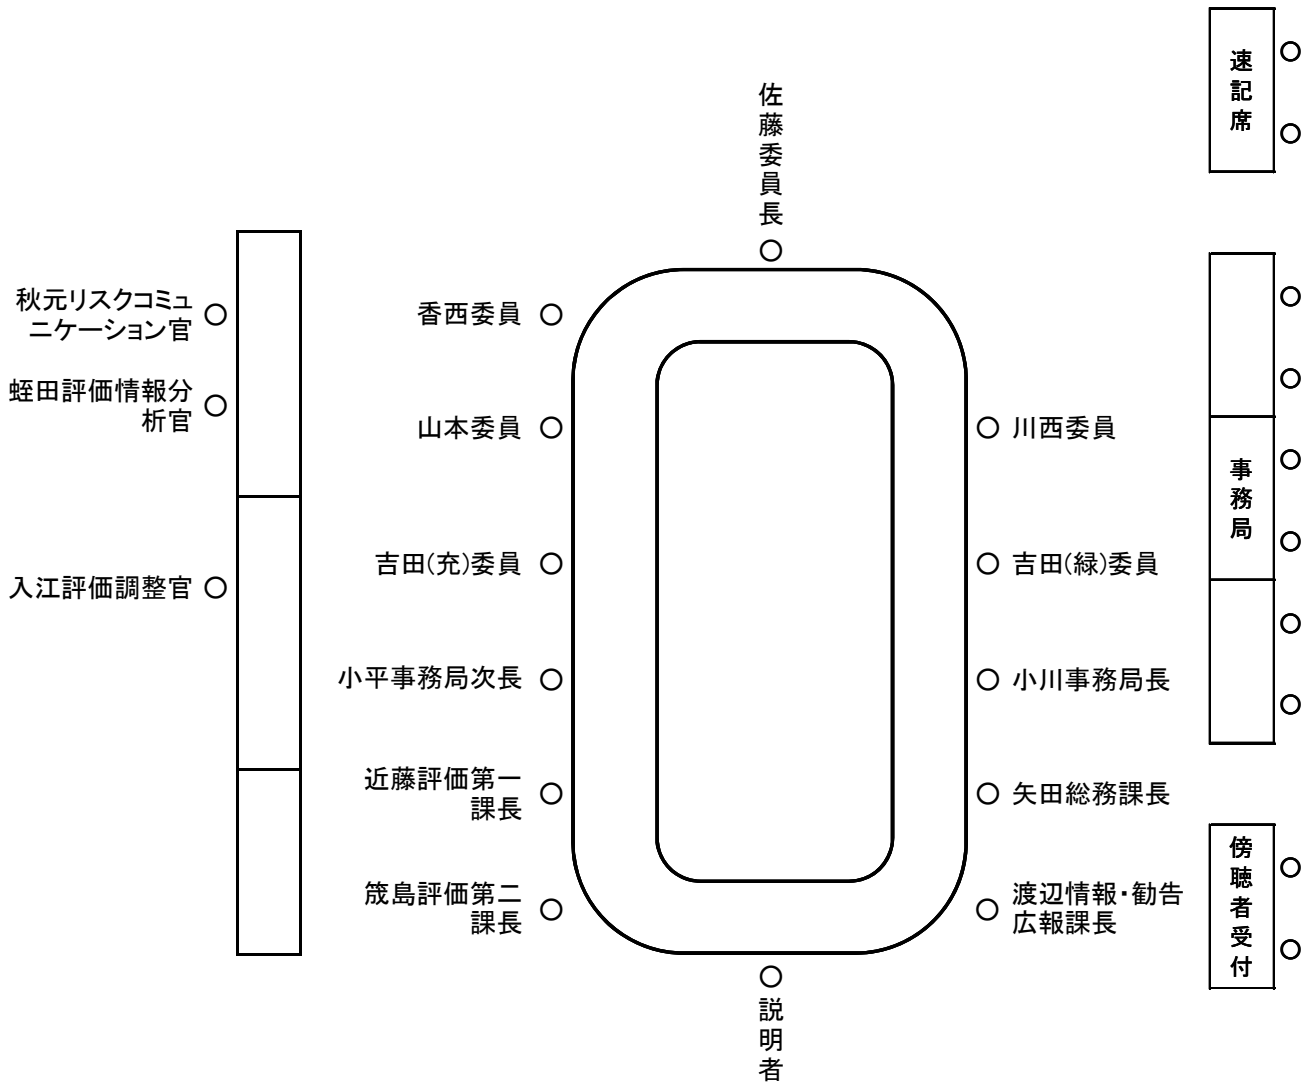 速記席
佐藤委員長
秋元リスクコミュ
ニケーション官
香西委員
蛭田評価情報分
析官
山本委員
川西委員
事務局
吉田(充)委員
吉田(緑)委員
入江評価調整官
小平事務局次長
小川事務局長
近藤評価第一
課長
矢田総務課長
筬島評価第二
課長
渡辺情報・勧告
広報課長
傍聴者受付
説明者